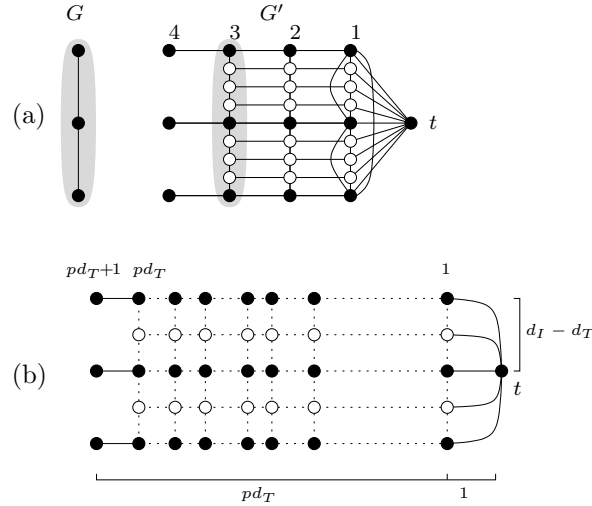 G G′
4 3 2 1
(a) t
pd_T+1 pd_T 1
d_I − d_T
(b) t
pd_T 1